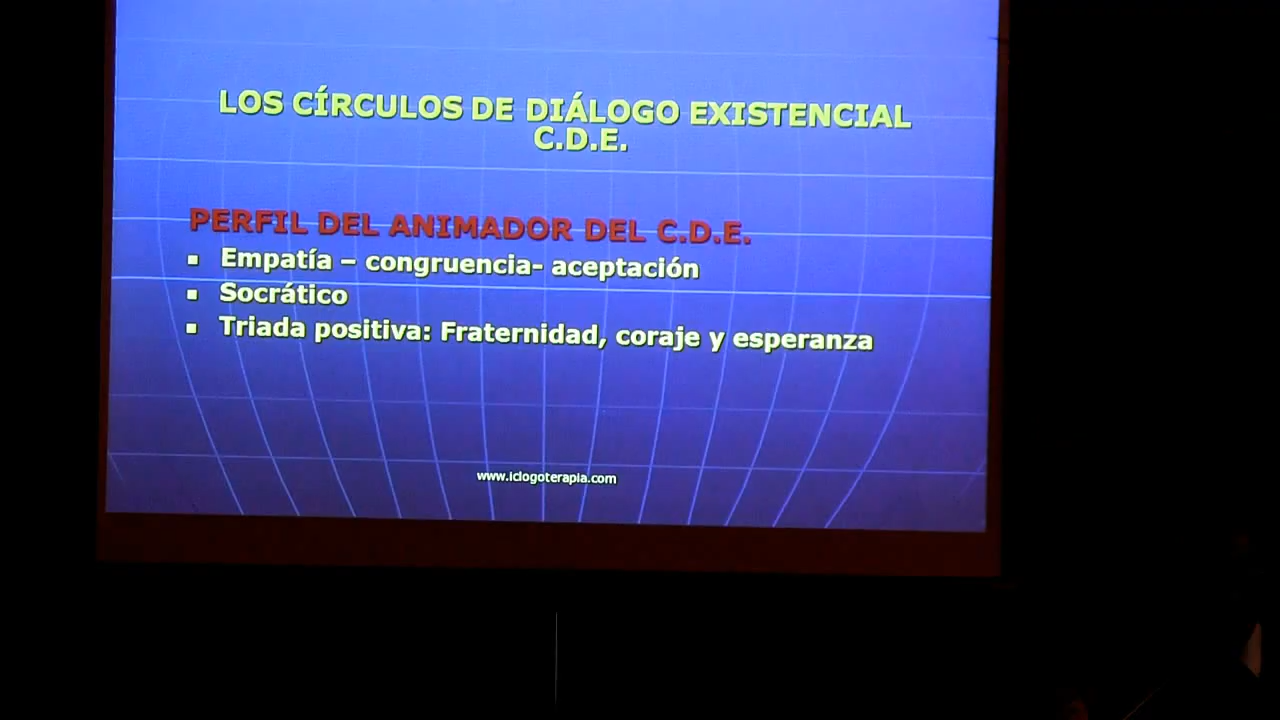 LOS CÍRCULOS DE DIÁLOGO EXISTENCIAL
C.D.E.
PERFIL DEL ANIMADOR DEL C.D.E.
▪ Empatía – congruencia- aceptación
▪ Socrático
▪ Triada positiva: Fraternidad, coraje y esperanza
www.iclogoterapia.com